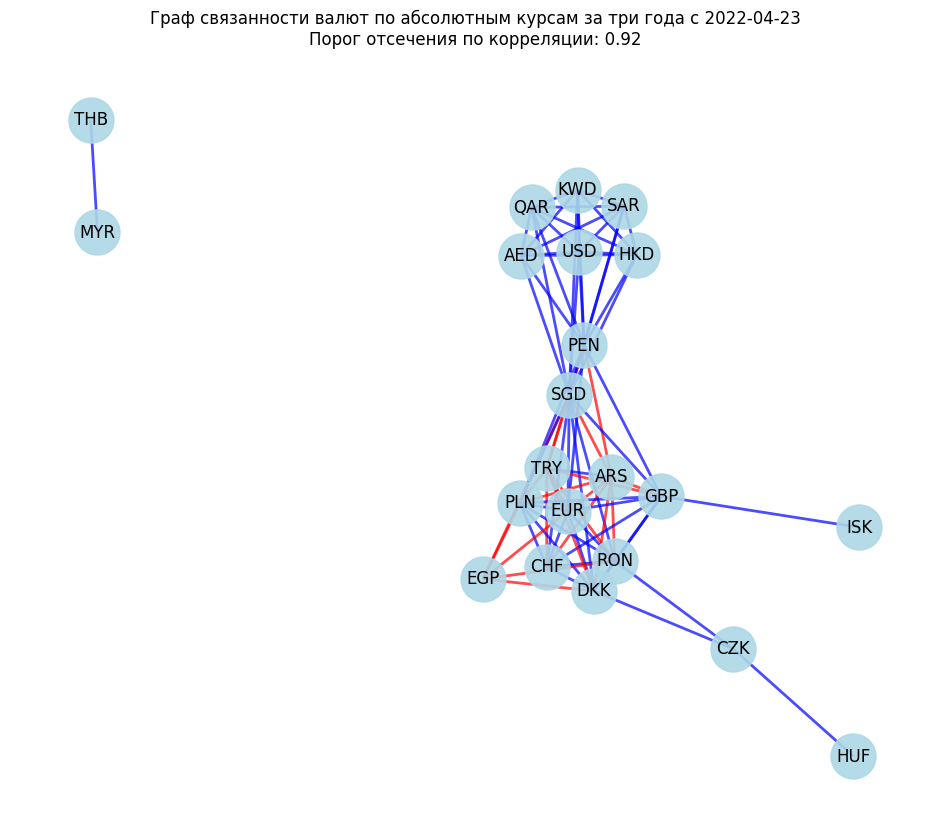 Граф связанности валют по абсолютным курсам за три года с 2022-04-23
Порог отсечения по корреляции: 0.92
THB
KWD
QAR
SAR
MYR
AED
USD
HKD
PEN
SGD
TRY
ARS
PLN
EUR
GBP
ISK
EGP
CHF
RON
DKK
CZK
HUF